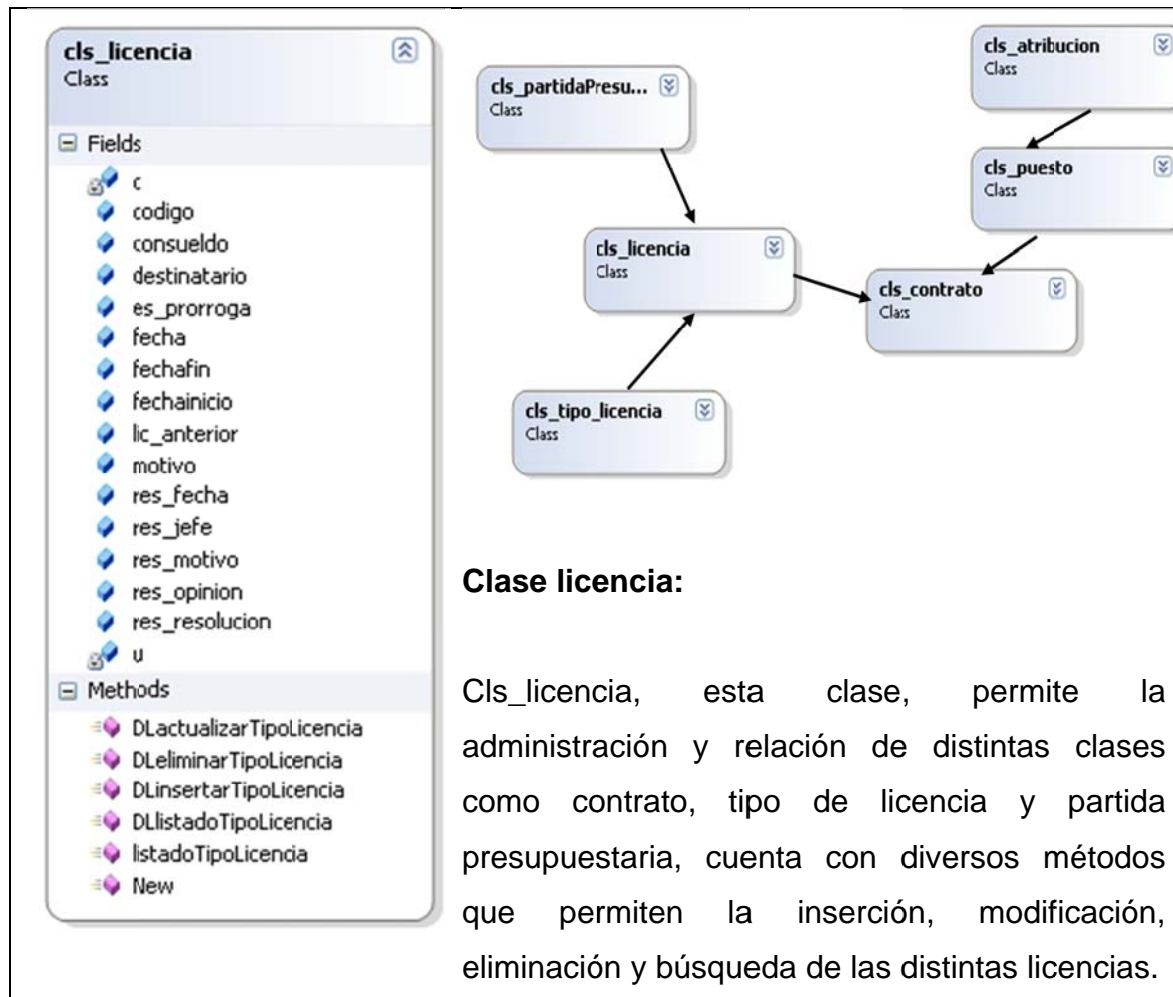 cls_licencia
Class
Fields
c
codigo
consueldo
destinatario
es_prorroga
fecha
fechafin
fechainicio
lic_anterior
motivo
res_fecha
res_jefe
res_motivo
res_opinion
res_resolucion
u
Methods
DLactualizarTipoLicencia
DLeliminarTipoLicencia
DLinsertarTipoLicencia
DLlistadoTipoLicencia
listadoTipoLicencia
New
cls_partidaPresu...
Class
cls_licencia
Class
cls_tipo_licencia
Class
cls_atribucion
Class
cls_puesto
Class
cls_contrato
Class
Clase licencia:
Cls_licencia, esta clase, permite la
administración y relación de distintas clases
como contrato, tipo de licencia y partida
presupuestaria, cuenta con diversos métodos
que permiten la inserción, modificación,
eliminación y búsqueda de las distintas licencias.